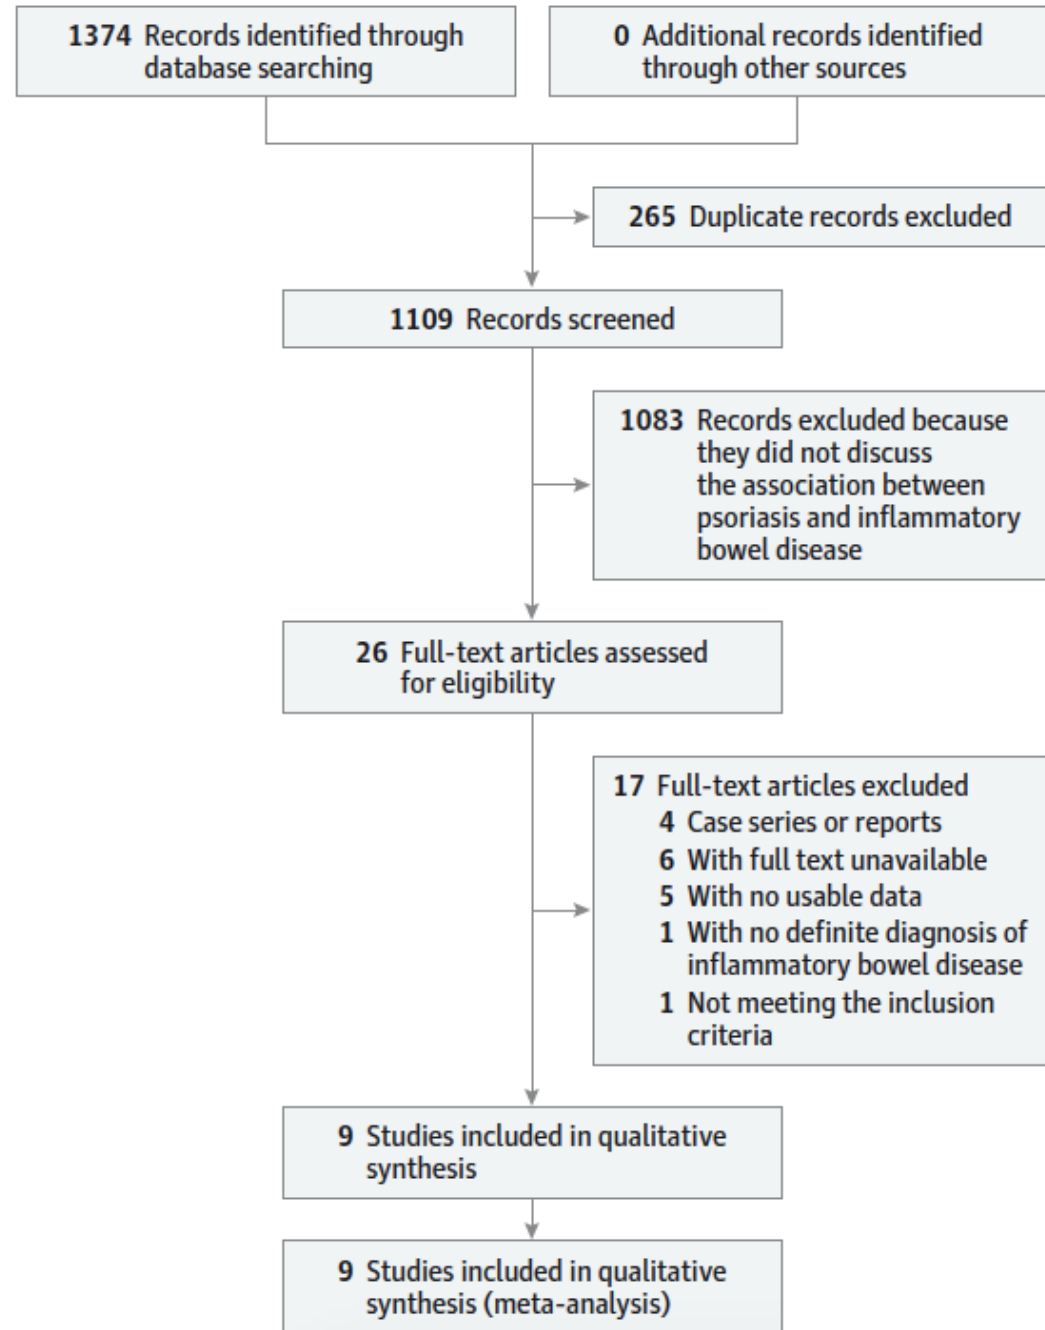 1374 Records identified through
database searching
0 Additional records identified
through other sources
265 Duplicate records excluded
1109 Records screened
1083 Records excluded because
they did not discuss
the association between
psoriasis and inflammatory
bowel disease
26 Full-text articles assessed
for eligibility
17 Full-text articles excluded
4 Case series or reports
6 With full text unavailable
5 With no usable data
1 With no definite diagnosis of
inflammatory bowel disease
1 Not meeting the inclusion
criteria
9 Studies included in qualitative
synthesis
9 Studies included in qualitative
synthesis (meta-analysis)